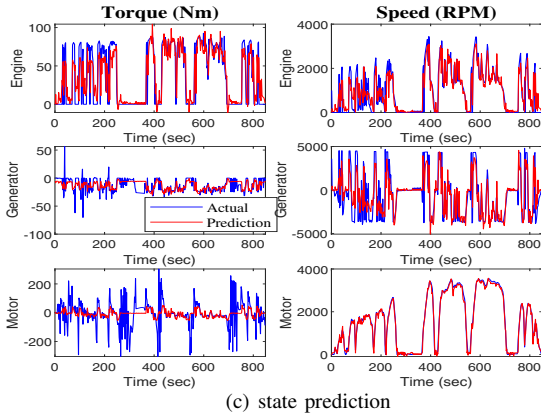 Torque (Nm) Speed (RPM)
Engine 100 50 0 Engine 4000 2000 0
0 200 400 600 800 0 200 400 600 800
Time (sec) Time (sec)
Generator 50 0 -50 -100 Generator 5000 0 -5000
Actual
Prediction
0 200 400 600 800 0 200 400 600 800
Time (sec) Time (sec)
Motor 200 0 -200 Motor 4000 2000 0
0 200 400 600 800 0 200 400 600 800
Time (sec) Time (sec)
(c) state prediction